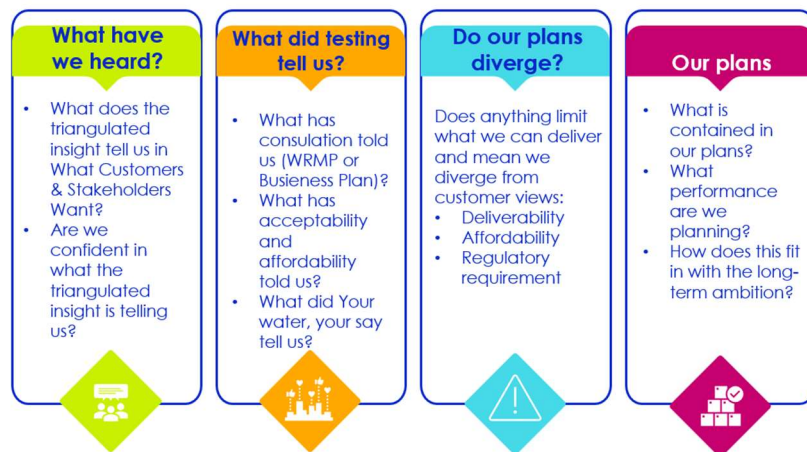 What have
we heard?
• What does the
triangulated
insight tell us in
What Customers
& Stakeholders
Want?
• Are we
confident in
what the
triangulated
insight is telling
us?
What did testing
tell us?
• What has
consulation told
us (WRMP or
Busieness Plan)?
• What has
acceptability
and
affordability
told us?
• What did Your
water, your say
tell us?
Do our plans
diverge?
Does anything limit
what we can deliver
and mean we
diverge from
customer views:
• Deliverability
• Affordability
• Regulatory
requirement
Our plans
• What is
contained in
our plans?
• What
performance
are we
planning?
• How does this fit
in with the long-
term ambition?